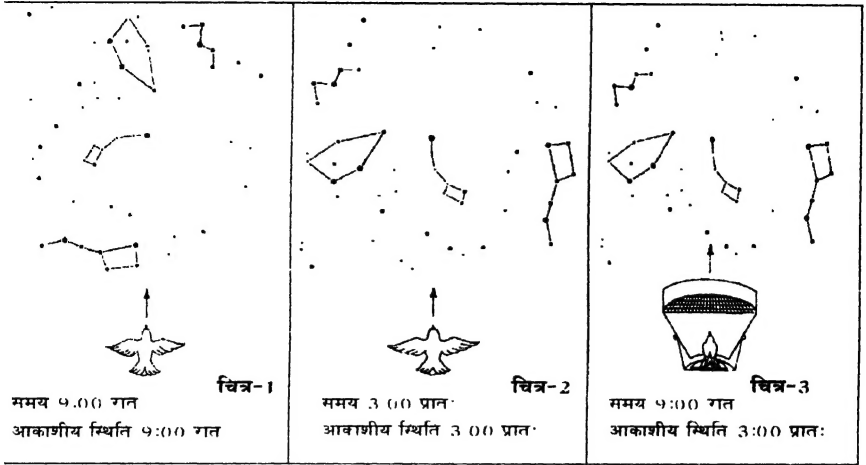 चित्र-1
समय 9.00 रात
आकाशीय स्थिति 9:00 रात
चित्र-2
समय 3 00 प्रातः
आकाशीय स्थिति 3 00 प्रातः
चित्र-3
समय 9:00 रात
आकाशीय स्थिति 3:00 प्रातः